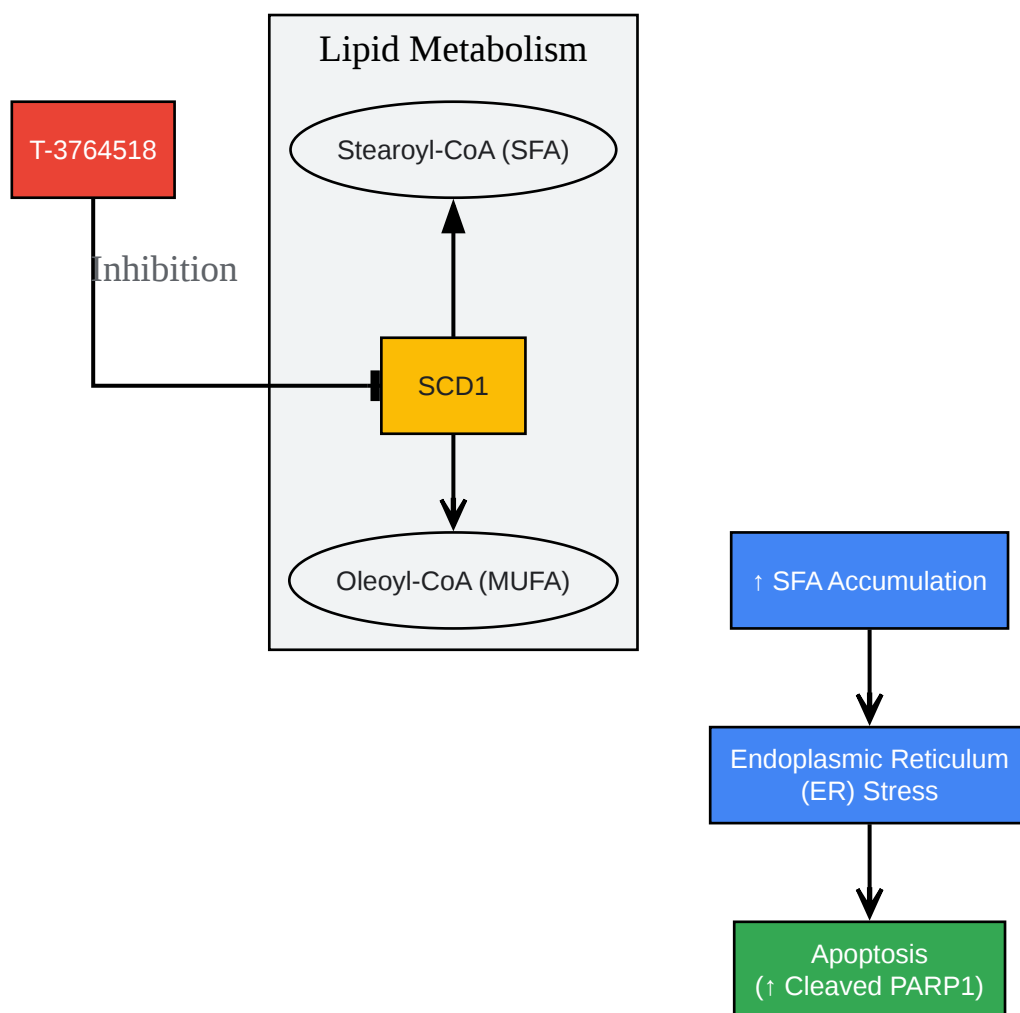 Lipid Metabolism
T-3764518
Stearoyl-CoA (SFA)
Inhibition
SCD1
Oleoyl-CoA (MUFA)
↑ SFA Accumulation
Endoplasmic Reticulum
(ER) Stress
Apoptosis
(↑ Cleaved PARP1)